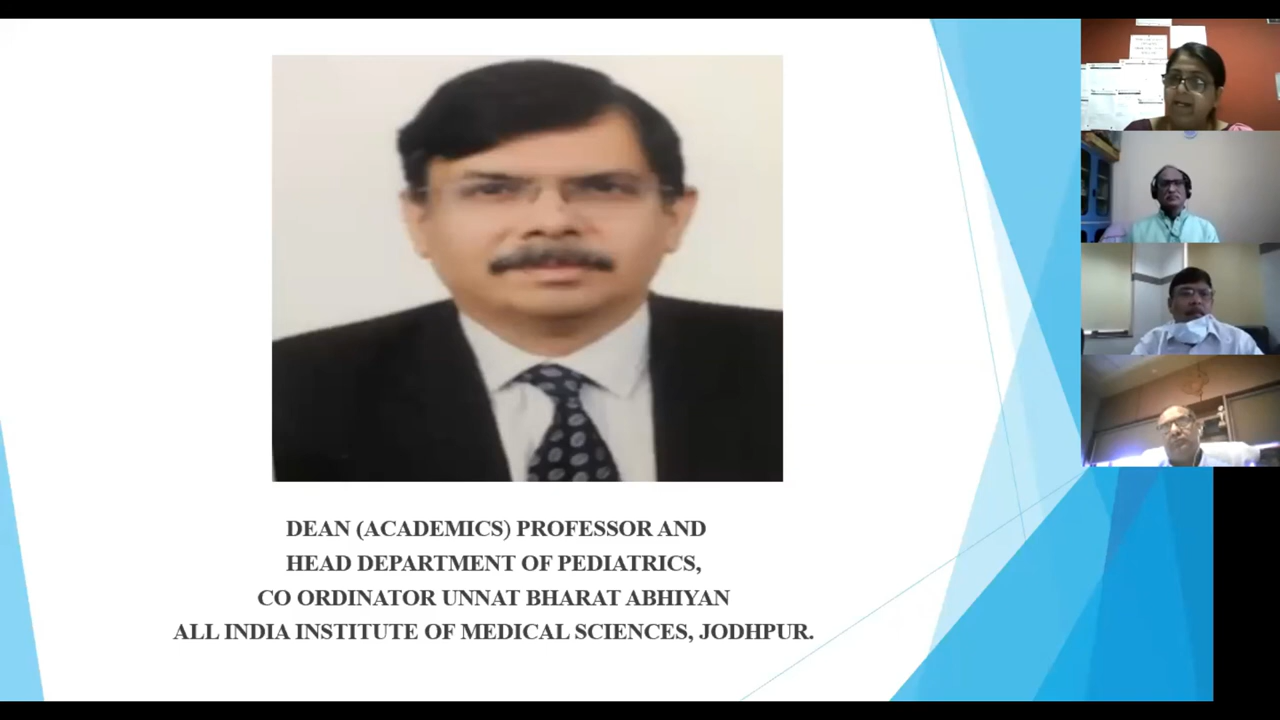 DEAN (ACADEMICS) PROFESSOR AND
HEAD DEPARTMENT OF PEDIATRICS,
CO ORDINATOR UNNAT BHARAT ABHIYAN
ALL INDIA INSTITUTE OF MEDICAL SCIENCES, JODHPUR.